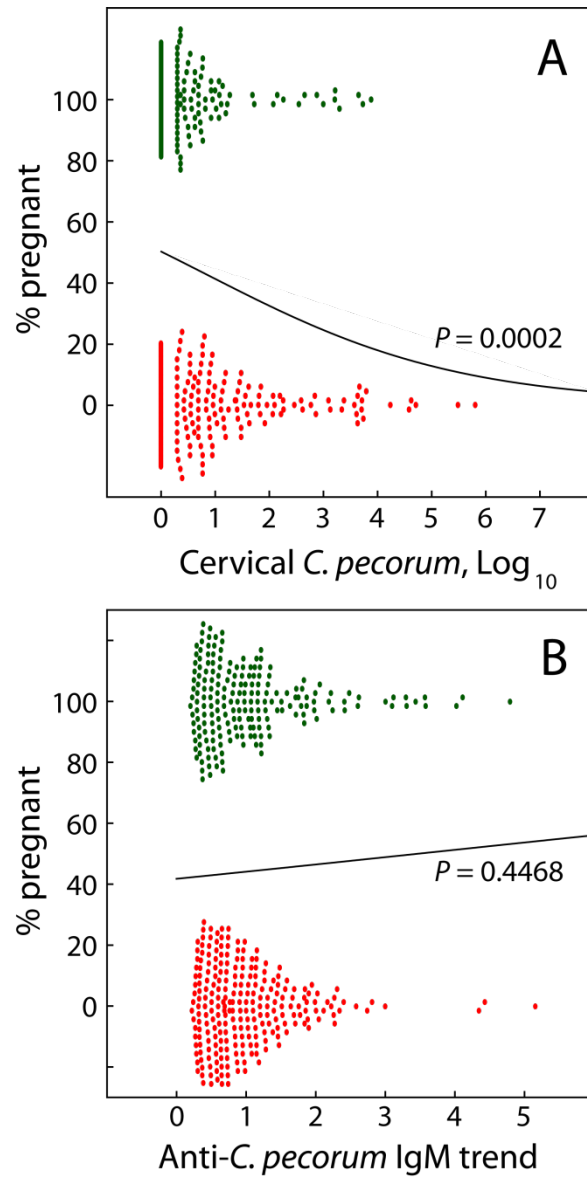 A
100
80
60
40
20
0
% pregnant
P = 0.0002
0 1 2 3 4 5 6 7
Cervical C. pecorum, Log10
B
100
80
60
40
20
0
% pregnant
P = 0.4468
0 1 2 3 4 5
Anti-C. pecorum IgM trend